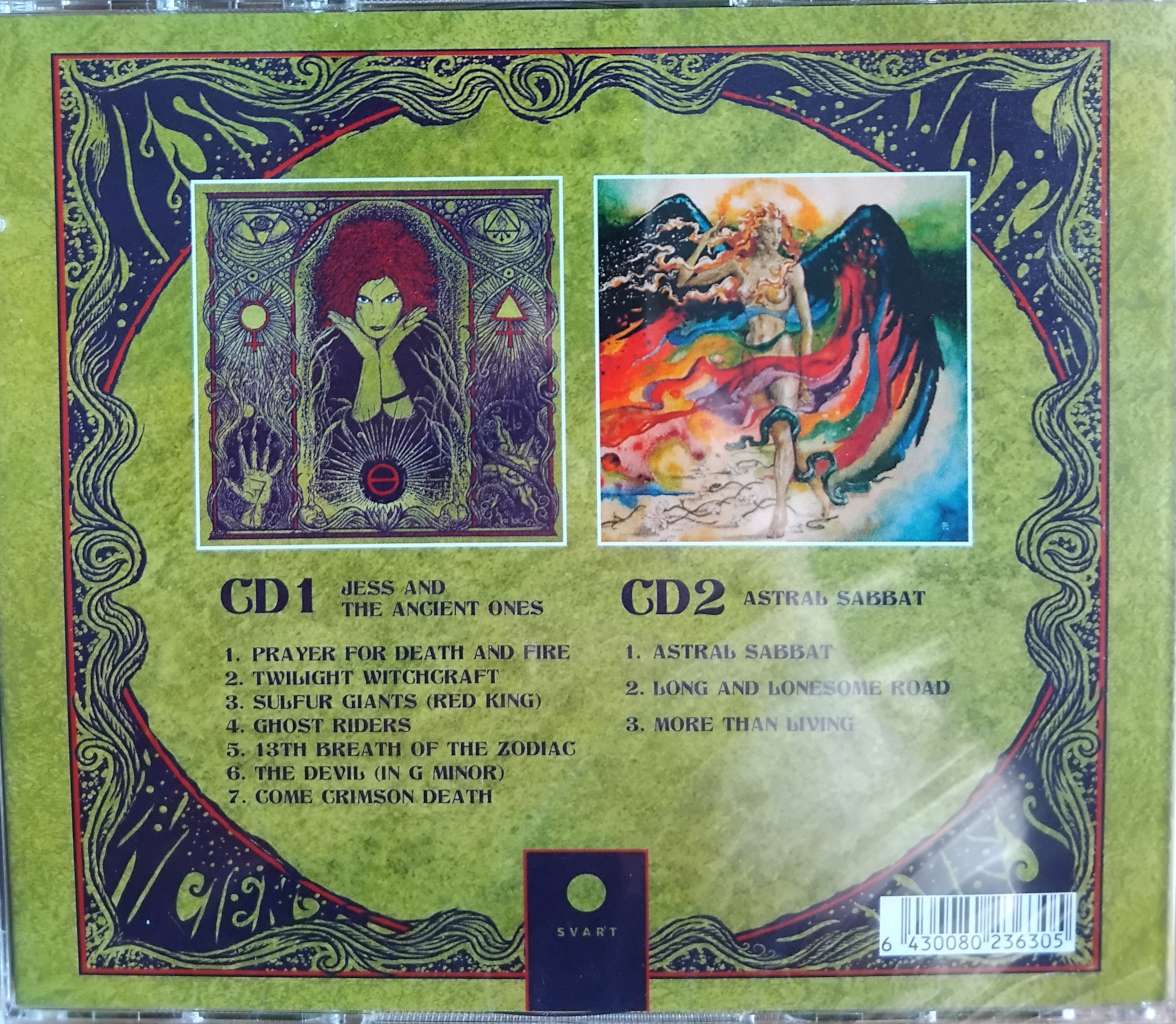 CD1 JESS AND
THE ANCIENT ONES
1. PRAYER FOR DEATH AND FIRE
2. TWILIGHT WITCHCRAFT
3. SULFUR GIANTS (RED KING)
4. GHOST RIDERS
5. 13TH BREATH OF THE ZODIAC
6. THE DEVIL (IN G MINOR)
7. COME CRIMSON DEATH
CD2 ASTRAL SABBAT
1. ASTRAL SABBAT
2. LONG AND LONESOME ROAD
3. MORE THAN LIVING
SVART
6 430080 236305